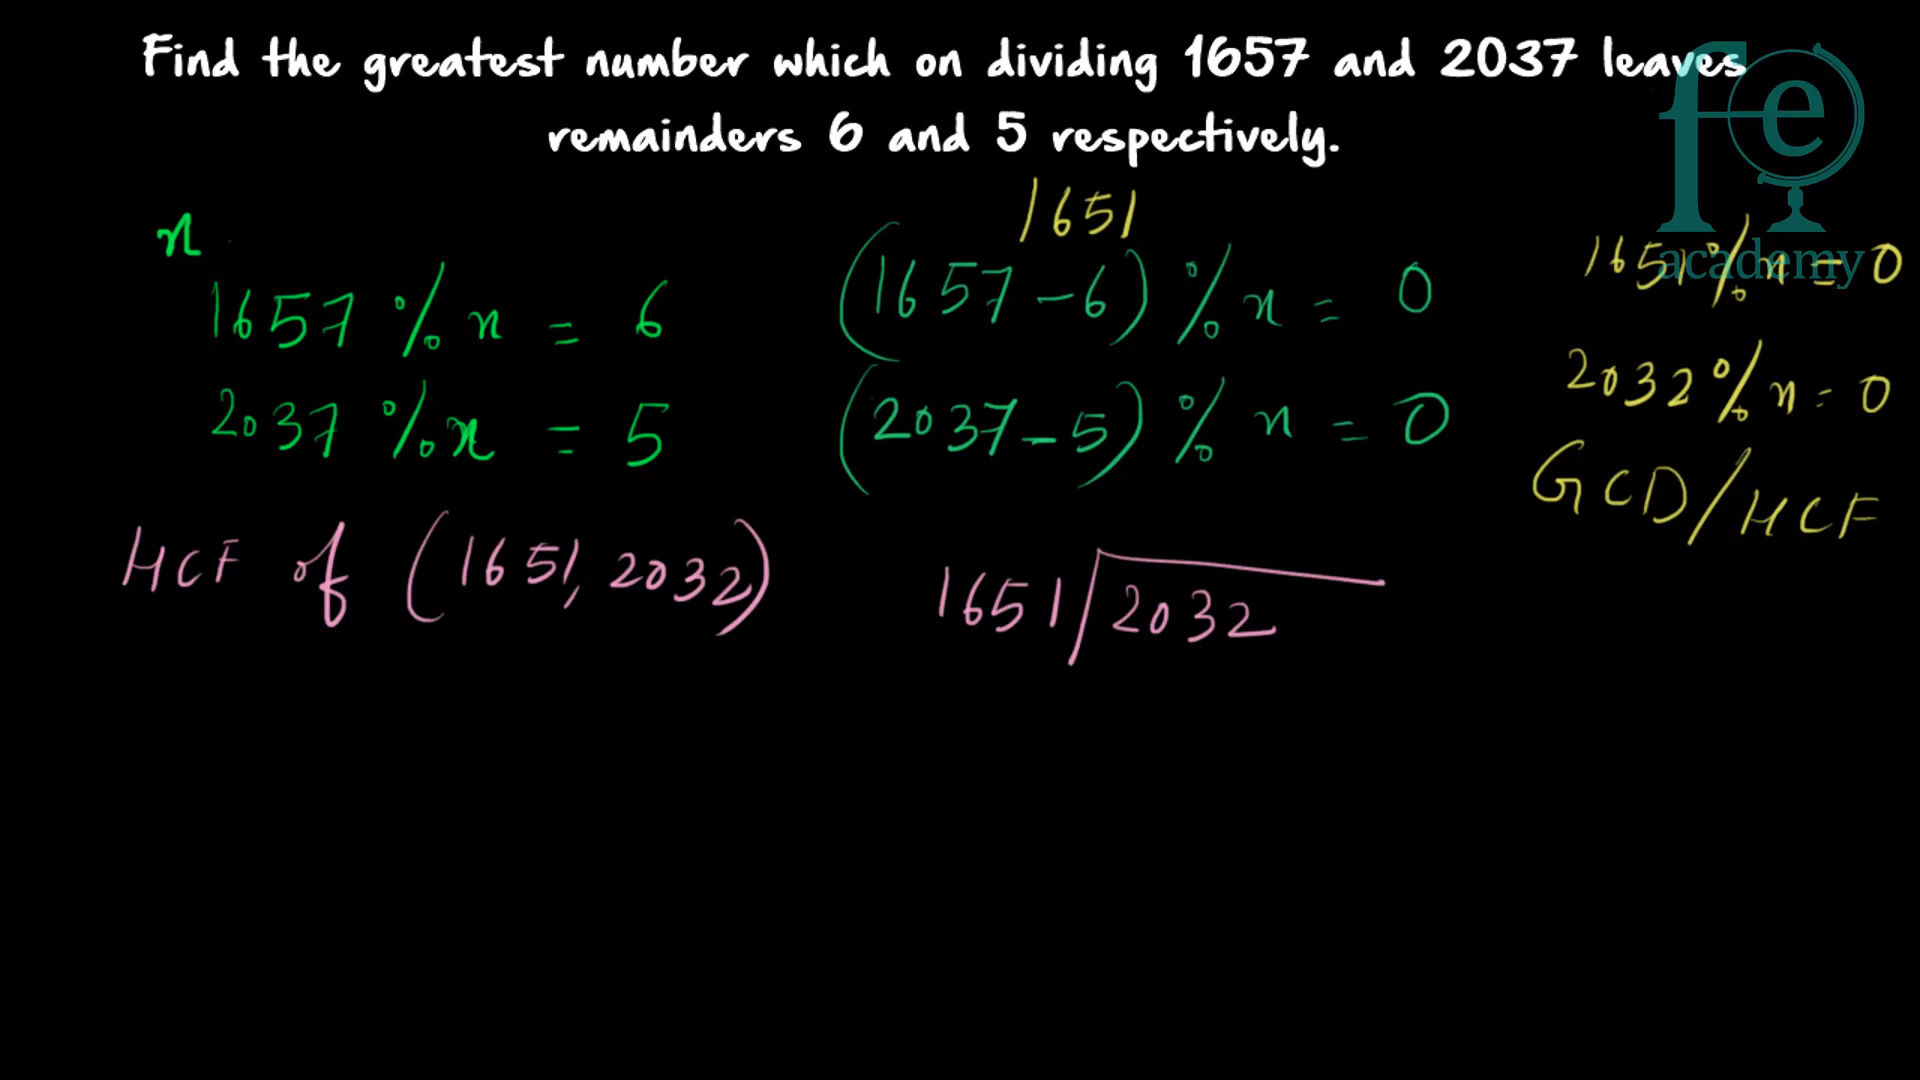 Find the greatest number which on dividing 1657 and 2037 leaves
remainders 6 and 5 respectively.
fe
academy
n
1657 % n = 6
2037 % n = 5
1651
(1657 - 6) % n = 0
(2037 - 5) % n = 0
1651 % n = 0
2032 % n = 0
GCD/HCF
HCF of (1651, 2032)
1651 2032